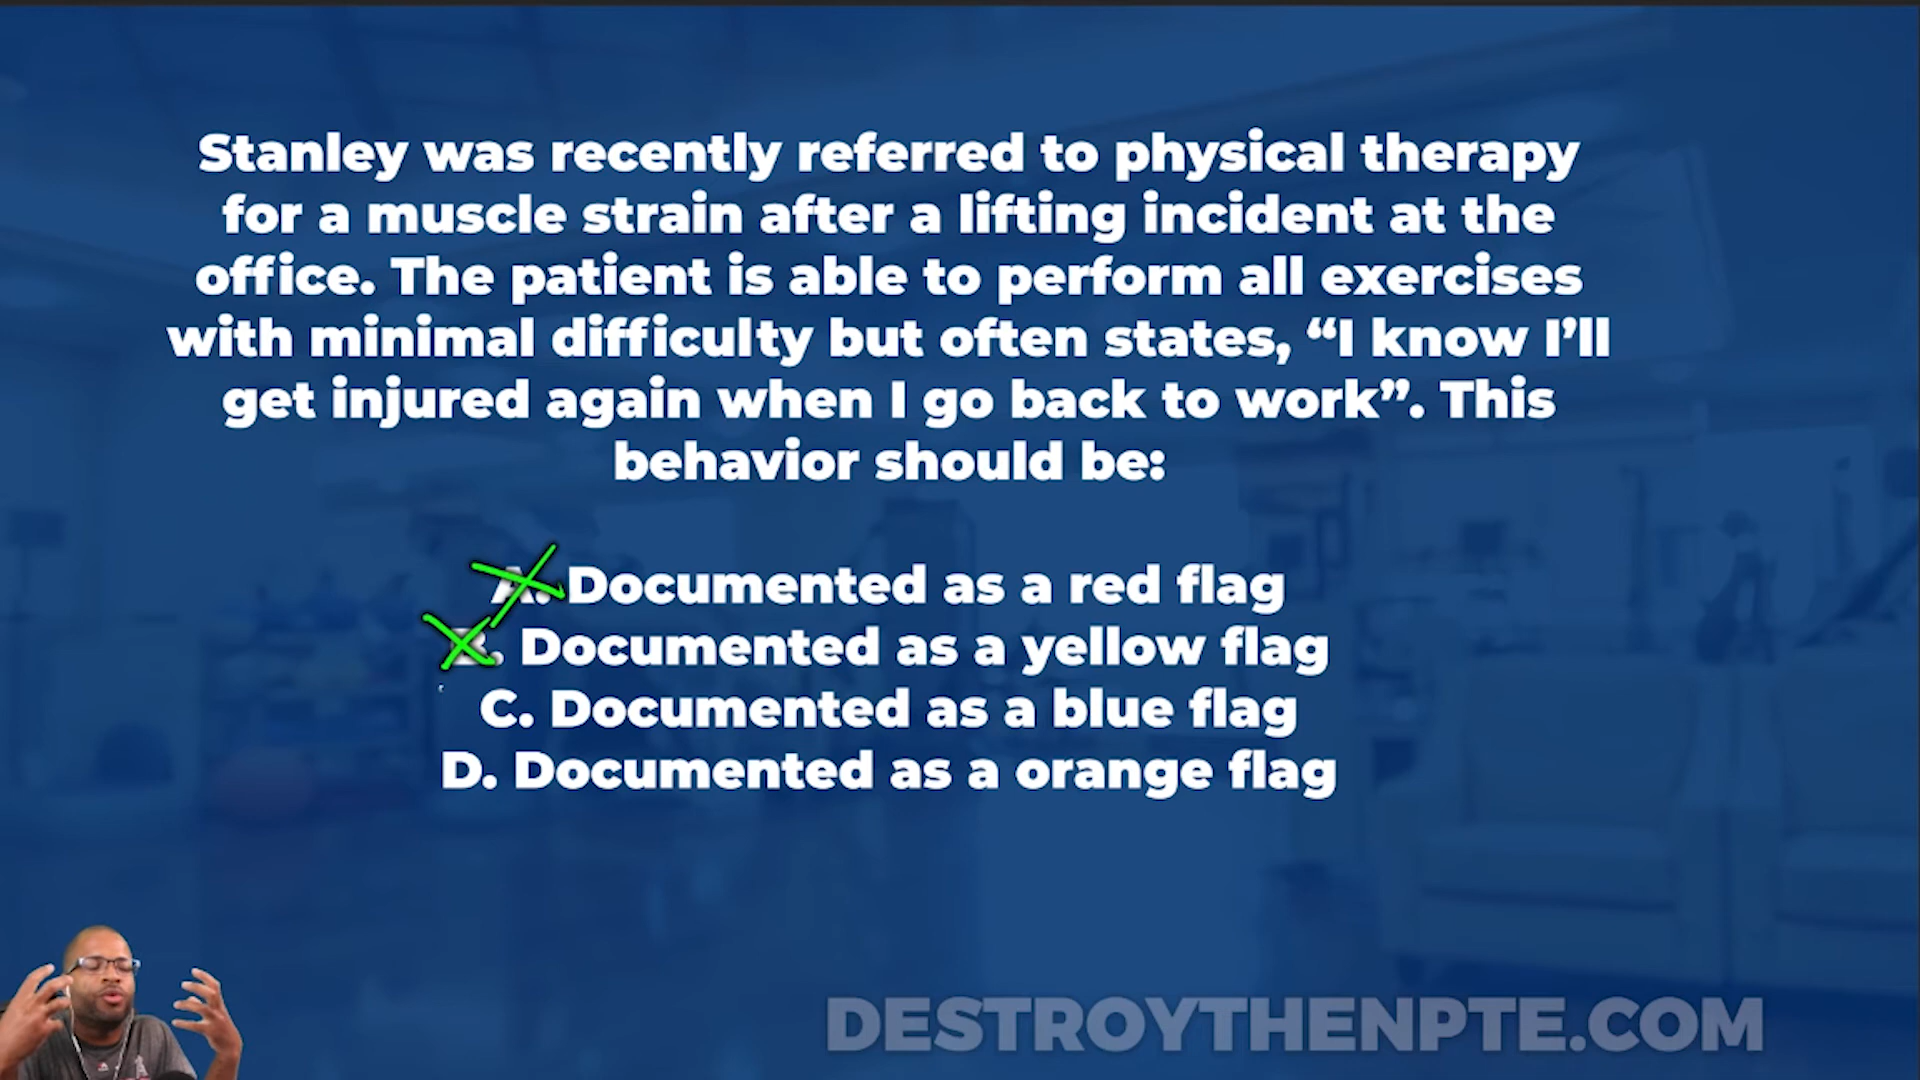 Stanley was recently referred to physical therapy
for a muscle strain after a lifting incident at the
office. The patient is able to perform all exercises
with minimal difficulty but often states, “I know I’ll
get injured again when I go back to work”. This
behavior should be:
A. Documented as a red flag
B. Documented as a yellow flag
C. Documented as a blue flag
D. Documented as a orange flag
DESTROYTHENPTE.COM